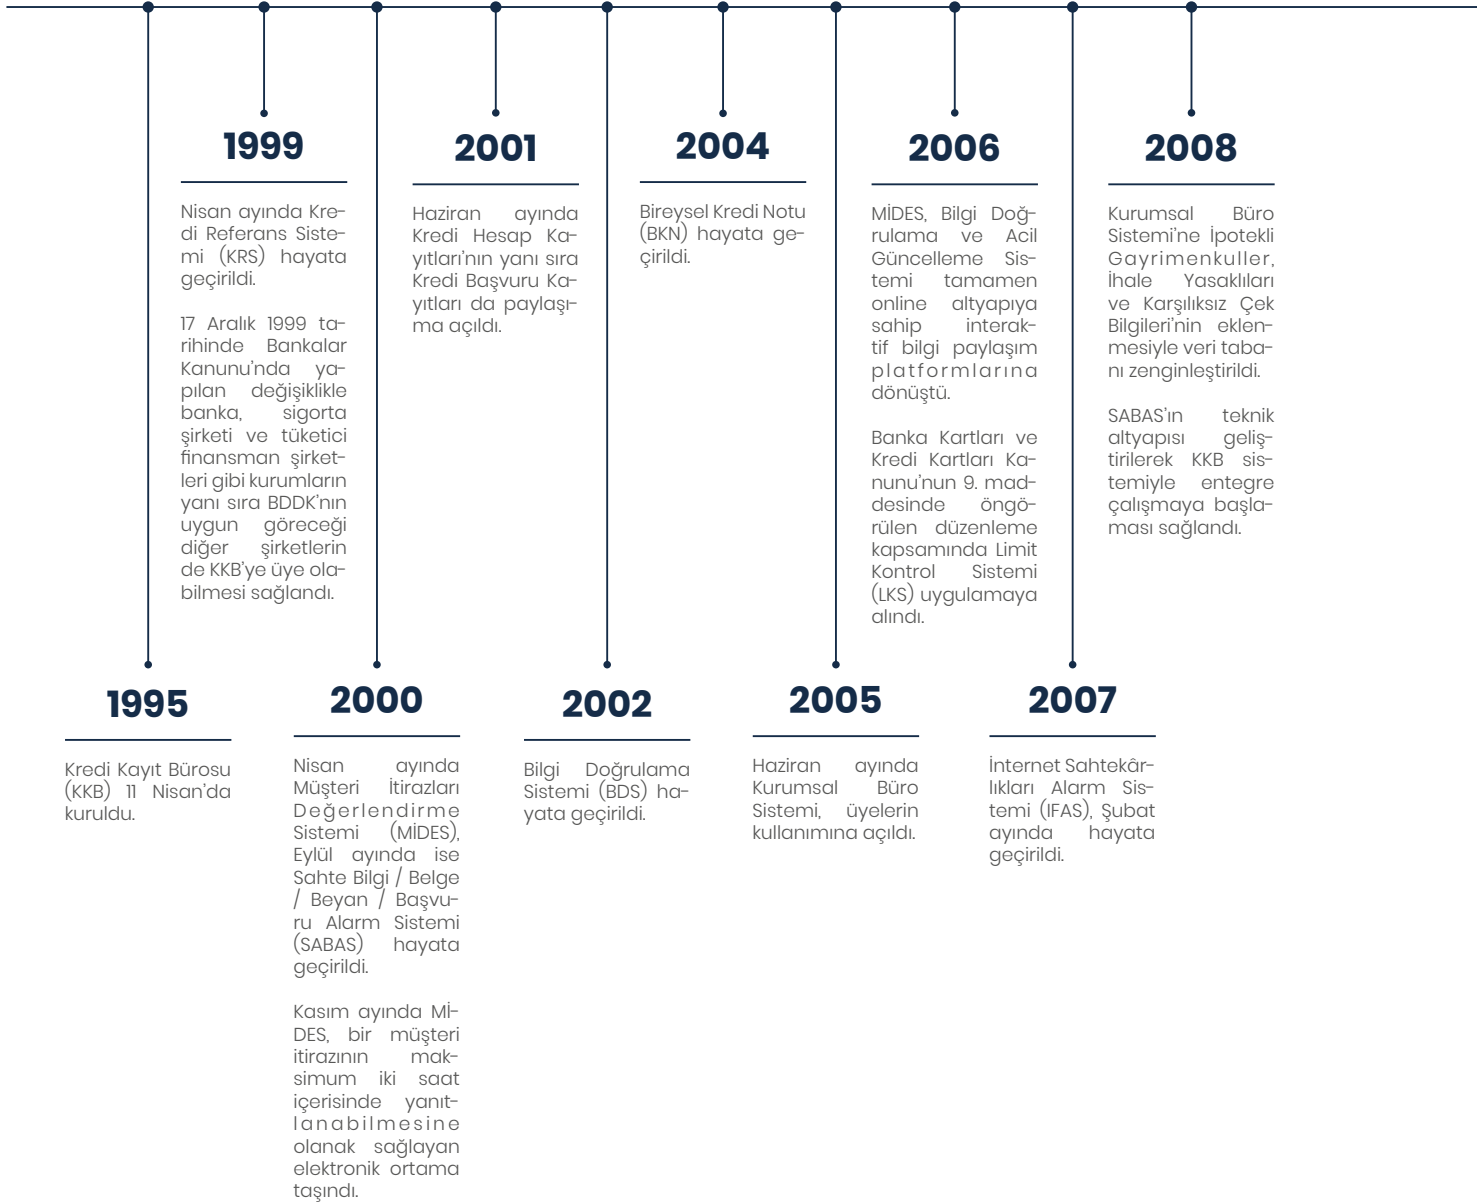 1999
Nisan ayında Kre-
di Referans Siste-
mi (KRS) hayata
geçirildi.
17 Aralık 1999 ta-
rihinde Bankalar
Kanunu’nda ya-
pılan değişiklikle
banka, sigorta
şirketi ve tüketici
finansman şirket-
leri gibi kurumların
yanı sıra BDDK’nın
uygun göreceği
diğer şirketlerin
de KKB’ye üye ola-
bilmesi sağlandı.
2001
Haziran ayında
Kredi Hesap Ka-
yıtları’nın yanı sıra
Kredi Başvuru Ka-
yıtları da paylaşı-
ma açıldı.
2004
Bireysel Kredi Notu
(BKN) hayata ge-
çirildi.
2006
MİDES, Bilgi Doğ-
rulama ve Acil
Güncelleme Sis-
temi tamamen
online altyapıya
sahip interak-
tif bilgi paylaşım
platformlarına
dönüştü.
Banka Kartları ve
Kredi Kartları Ka-
nunu’nun 9. mad-
desinde öngö-
rülen düzenleme
kapsamında Limit
Kontrol Sistemi
(LKS) uygulamaya
alındı.
2008
Kurumsal Büro
Sistemi’ne İpotekli
Gayrimenkuller,
İhale Yasaklıları
ve Karşılıksız Çek
Bilgileri’nin eklen-
mesiyle veri taba-
nı zenginleştirildi.
SABAS’ın teknik
altyapısı geliş-
tirilerek KKB sis-
temiyle entegre
çalışmaya başla-
ması sağlandı.
1995
Kredi Kayıt Bürosu
(KKB) 11 Nisan’da
kuruldu.
2000
Nisan ayında
Müşteri İtirazları
Değerlendirme
Sistemi (MİDES),
Eylül ayında ise
Sahte Bilgi / Belge
/ Beyan / Başvu-
ru Alarm Sistemi
(SABAS) hayata
geçirildi.
Kasım ayında Mİ-
DES, bir müşteri
itirazının mak-
simum iki saat
içerisinde yanıt-
lanabilmesine
olanak sağlayan
elektronik ortama
taşındı.
2002
Bilgi Doğrulama
Sistemi (BDS) ha-
yata geçirildi.
2005
Haziran ayında
Kurumsal Büro
Sistemi, üyelerin
kullanımına açıldı.
2007
İnternet Sahtekâr-
lıkları Alarm Sis-
temi (IFAS), Şubat
ayında hayata
geçirildi.